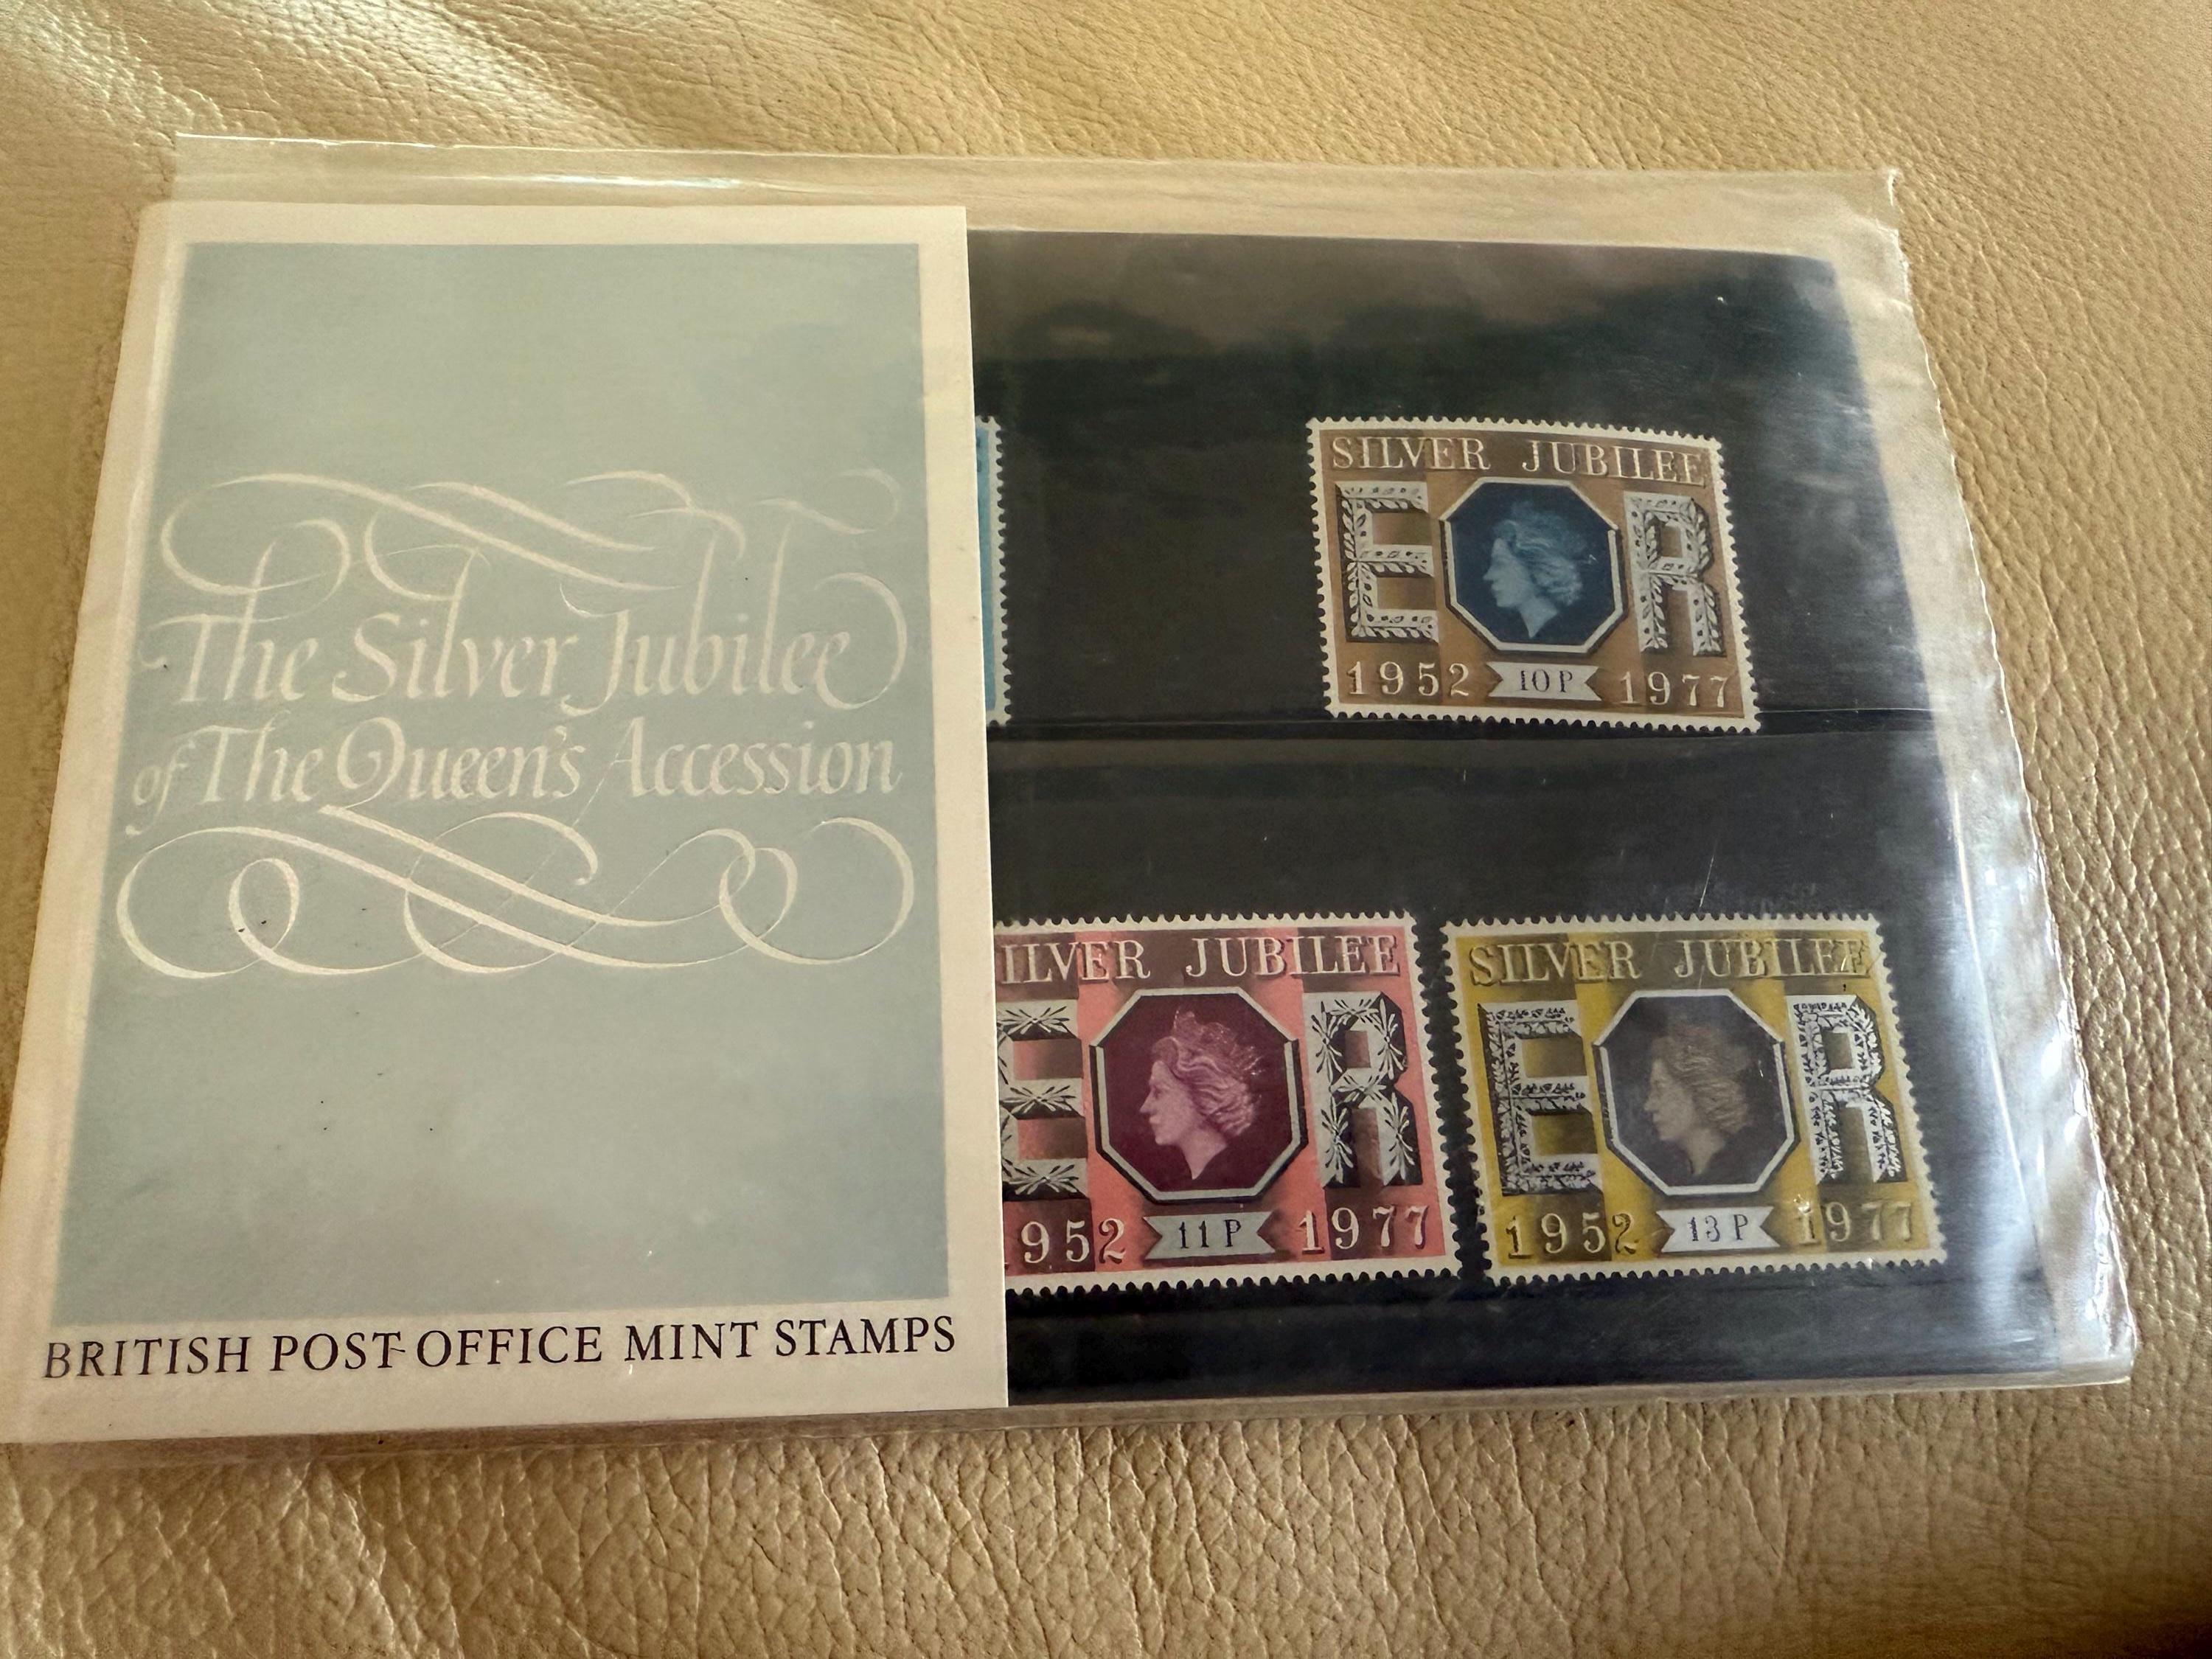 The Silver Jubilee
of The Queen's Accession
BRITISH POST OFFICE MINT STAMPS
SILVER JUBILEE
E R
1952 10P 1977
ILVER JUBILEE
E R
1952 11P 1977
SILVER JUBILEE
E R
1952 13P 1977